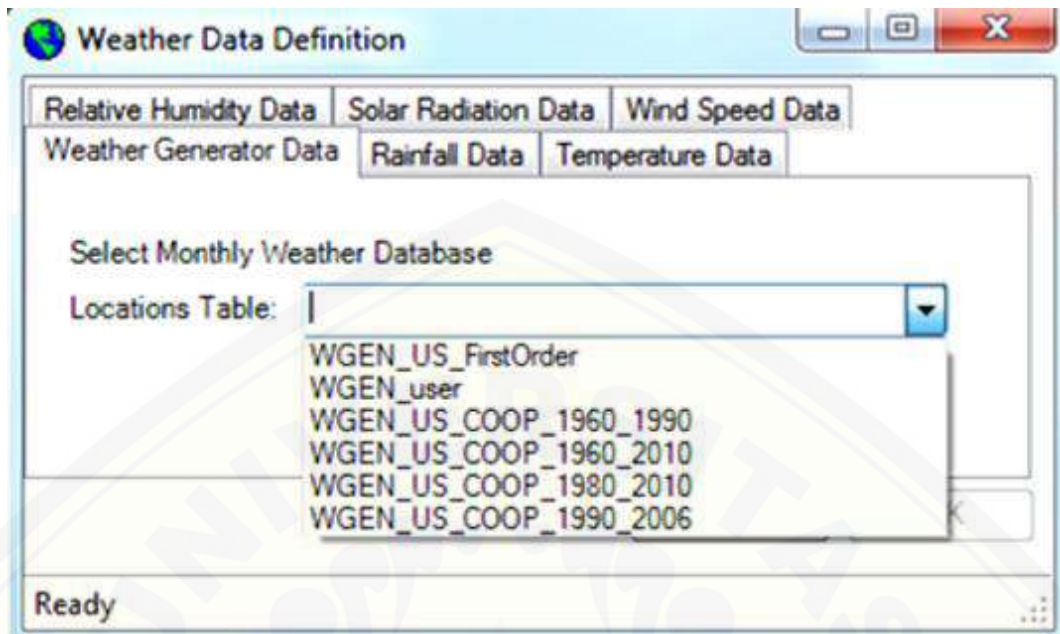 Weather Data Definition
Relative Humidity Data Solar Radiation Data Wind Speed Data
Weather Generator Data Rainfall Data Temperature Data
Select Monthly Weather Database
Locations Table:
WGEN_US_FirstOrder
WGEN_user
WGEN_US_COOP_1960_1990
WGEN_US_COOP_1960_2010
WGEN_US_COOP_1980_2010
WGEN_US_COOP_1990_2006
Ready